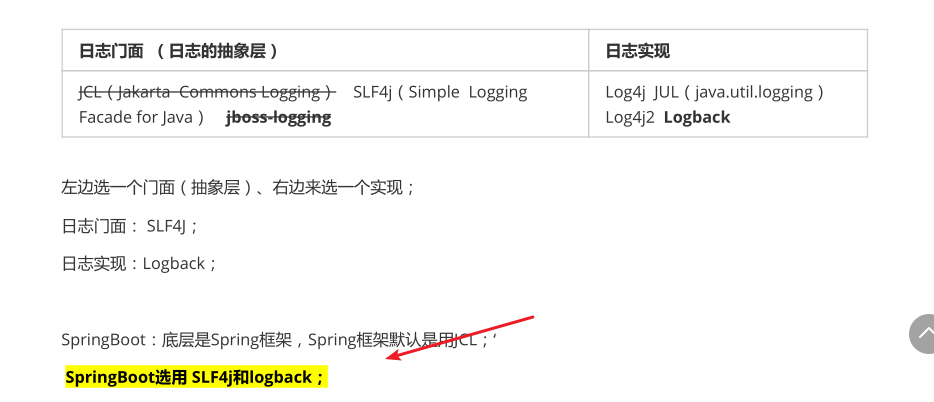 日志门面 （日志的抽象层） 日志实现
JCL（Jakarta Commons Logging） SLF4j（Simple Logging Log4j JUL（java.util.logging）
Facade for Java） jboss-logging Log4j2 Logback
左边选一个门面（抽象层）、右边来选一个实现；
日志门面： SLF4J；
日志实现：Logback；
SpringBoot：底层是Spring框架，Spring框架默认是用JCL；‘
SpringBoot选用 SLF4j和logback；